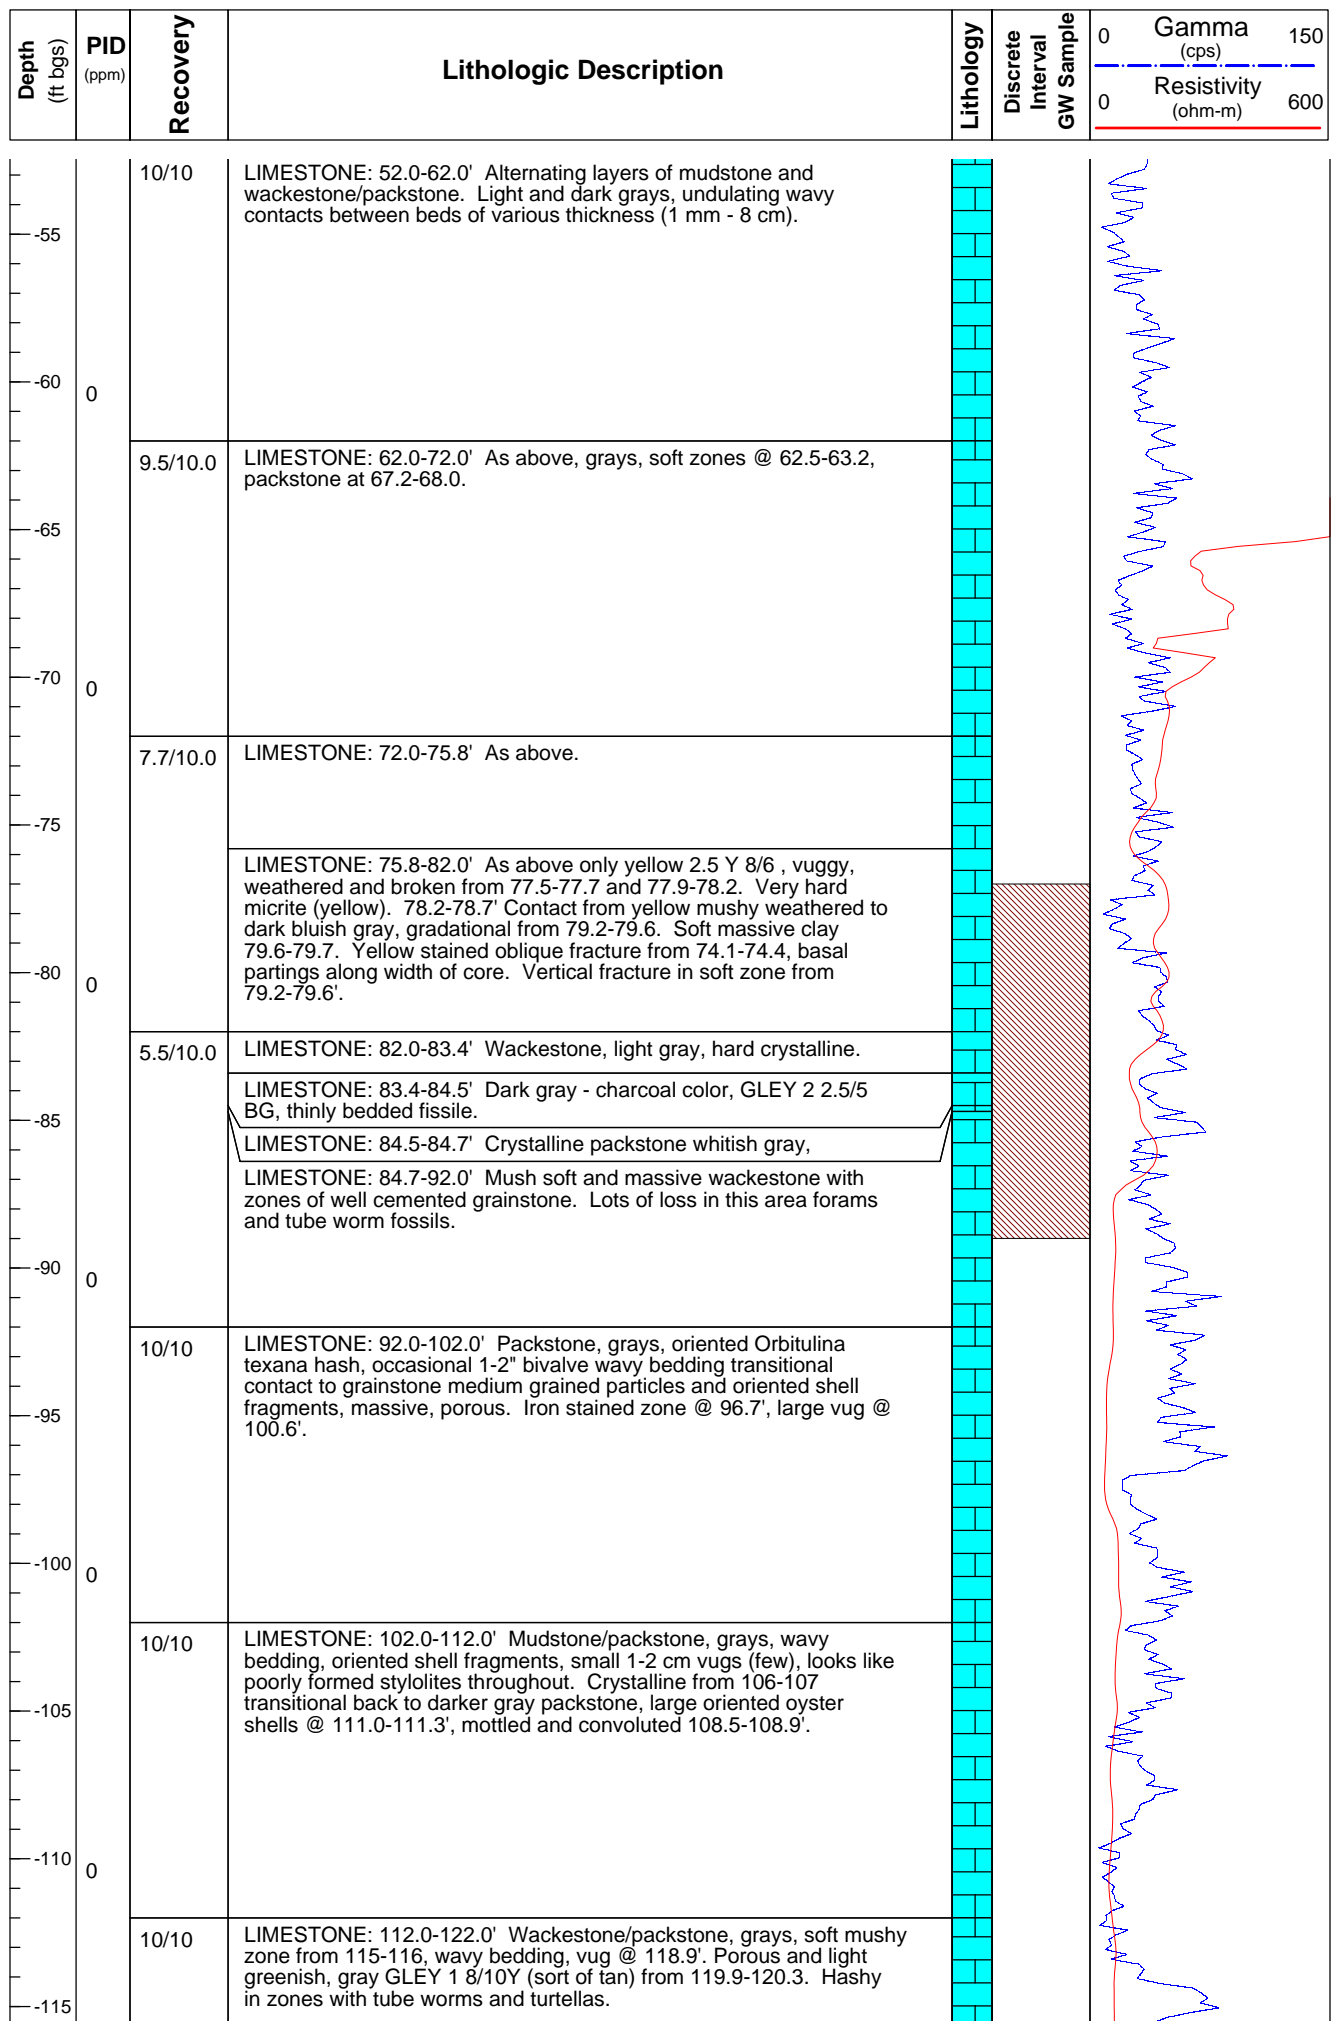 Depth
(ft bgs)
PID
(ppm)
Recovery
Lithologic Description
Lithology
Discrete
Interval
GW Sample
0 Gamma 150
(cps)
0 Resistivity 600
(ohm-m)
10/10
LIMESTONE: 52.0-62.0' Alternating layers of mudstone and
wackestone/packstone. Light and dark grays, undulating wavy
contacts between beds of various thickness (1 mm - 8 cm).
-55
-60
0
9.5/10.0
LIMESTONE: 62.0-72.0' As above, grays, soft zones @ 62.5-63.2,
packstone at 67.2-68.0.
-65
-70
0
7.7/10.0
LIMESTONE: 72.0-75.8' As above.
-75
LIMESTONE: 75.8-82.0' As above only yellow 2.5 Y 8/6 , vuggy,
weathered and broken from 77.5-77.7 and 77.9-78.2. Very hard
micrite (yellow). 78.2-78.7' Contact from yellow mushy weathered to
dark bluish gray, gradational from 79.2-79.6. Soft massive clay
79.6-79.7. Yellow stained oblique fracture from 74.1-74.4, basal
partings along width of core. Vertical fracture in soft zone from
79.2-79.6'.
-80
0
5.5/10.0
LIMESTONE: 82.0-83.4' Wackestone, light gray, hard crystalline.
LIMESTONE: 83.4-84.5' Dark gray - charcoal color, GLEY 2 2.5/5
BG, thinly bedded fissile.
-85
LIMESTONE: 84.5-84.7' Crystalline packstone whitish gray,
LIMESTONE: 84.7-92.0' Mush soft and massive wackestone with
zones of well cemented grainstone. Lots of loss in this area forams
and tube worm fossils.
-90
0
10/10
LIMESTONE: 92.0-102.0' Packstone, grays, oriented Orbitulina
texana hash, occasional 1-2" bivalve wavy bedding transitional
contact to grainstone medium grained particles and oriented shell
fragments, massive, porous. Iron stained zone @ 96.7', large vug @
100.6'.
-95
-100
0
10/10
LIMESTONE: 102.0-112.0' Mudstone/packstone, grays, wavy
bedding, oriented shell fragments, small 1-2 cm vugs (few), looks like
poorly formed stylolites throughout. Crystalline from 106-107
transitional back to darker gray packstone, large oriented oyster
shells @ 111.0-111.3', mottled and convoluted 108.5-108.9'.
-105
-110
0
10/10
LIMESTONE: 112.0-122.0' Wackestone/packstone, grays, soft mushy
zone from 115-116, wavy bedding, vug @ 118.9'. Porous and light
greenish, gray GLEY 1 8/10Y (sort of tan) from 119.9-120.3. Hashy
in zones with tube worms and turtellas.
-115